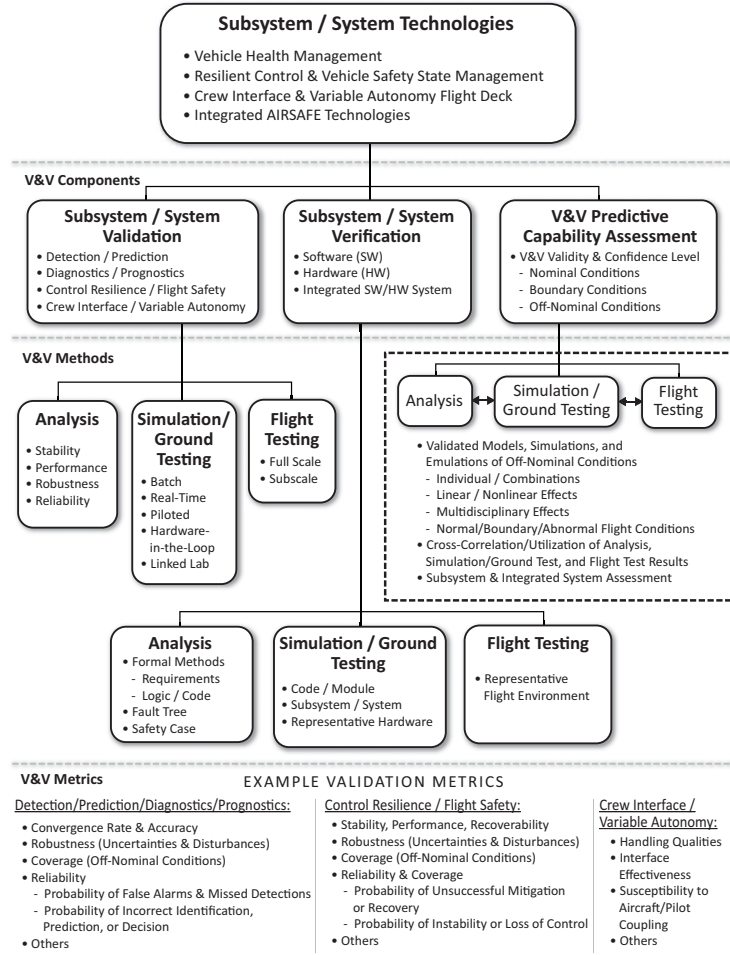 Subsystem / System Technologies
• Vehicle Health Management
• Resilient Control & Vehicle Safety State Management
• Crew Interface & Variable Autonomy Flight Deck
• Integrated AIRSAFE Technologies
V&V Components
Subsystem / System
Validation
• Detection / Prediction
• Diagnostics / Prognostics
• Control Resilience / Flight Safety
• Crew Interface / Variable Autonomy
Subsystem / System
Verification
• Software (SW)
• Hardware (HW)
• Integrated SW/HW System
V&V Predictive
Capability Assessment
• V&V Validity & Confidence Level
- Nominal Conditions
- Boundary Conditions
- Off-Nominal Conditions
V&V Methods
Analysis
• Stability
• Performance
• Robustness
• Reliability
Simulation/
Ground
Testing
• Batch
• Real-Time
• Piloted
• Hardware-
in-the-Loop
• Linked Lab
Flight
Testing
• Full Scale
• Subscale
Analysis
Simulation /
Ground Testing
Flight
Testing
• Validated Models, Simulations, and
Emulations of Off-Nominal Conditions
- Individual / Combinations
- Linear / Nonlinear Effects
- Multidisciplinary Effects
- Normal/Boundary/Abnormal Flight Conditions
• Cross-Correlation/Utilization of Analysis,
Simulation/Ground Test, and Flight Test Results
• Subsystem & Integrated System Assessment
Analysis
• Formal Methods
- Requirements
- Logic / Code
• Fault Tree
• Safety Case
Simulation / Ground
Testing
• Code / Module
• Subsystem / System
• Representative Hardware
Flight Testing
• Representative
Flight Environment
V&V Metrics
EXAMPLE VALIDATION METRICS
Detection/Prediction/Diagnostics/Prognostics:
• Convergence Rate & Accuracy
• Robustness (Uncertainties & Disturbances)
• Coverage (Off-Nominal Conditions)
• Reliability
- Probability of False Alarms & Missed Detections
- Probability of Incorrect Identification,
Prediction, or Decision
• Others
Control Resilience / Flight Safety:
• Stability, Performance, Recoverability
• Robustness (Uncertainties & Disturbances)
• Coverage (Off-Nominal Conditions)
• Reliability & Coverage
- Probability of Unsuccessful Mitigation
or Recovery
- Probability of Instability or Loss of Control
• Others
Crew Interface /
Variable Autonomy:
• Handling Qualities
• Interface
Effectiveness
• Susceptibility to
Aircraft/Pilot
Coupling
• Others